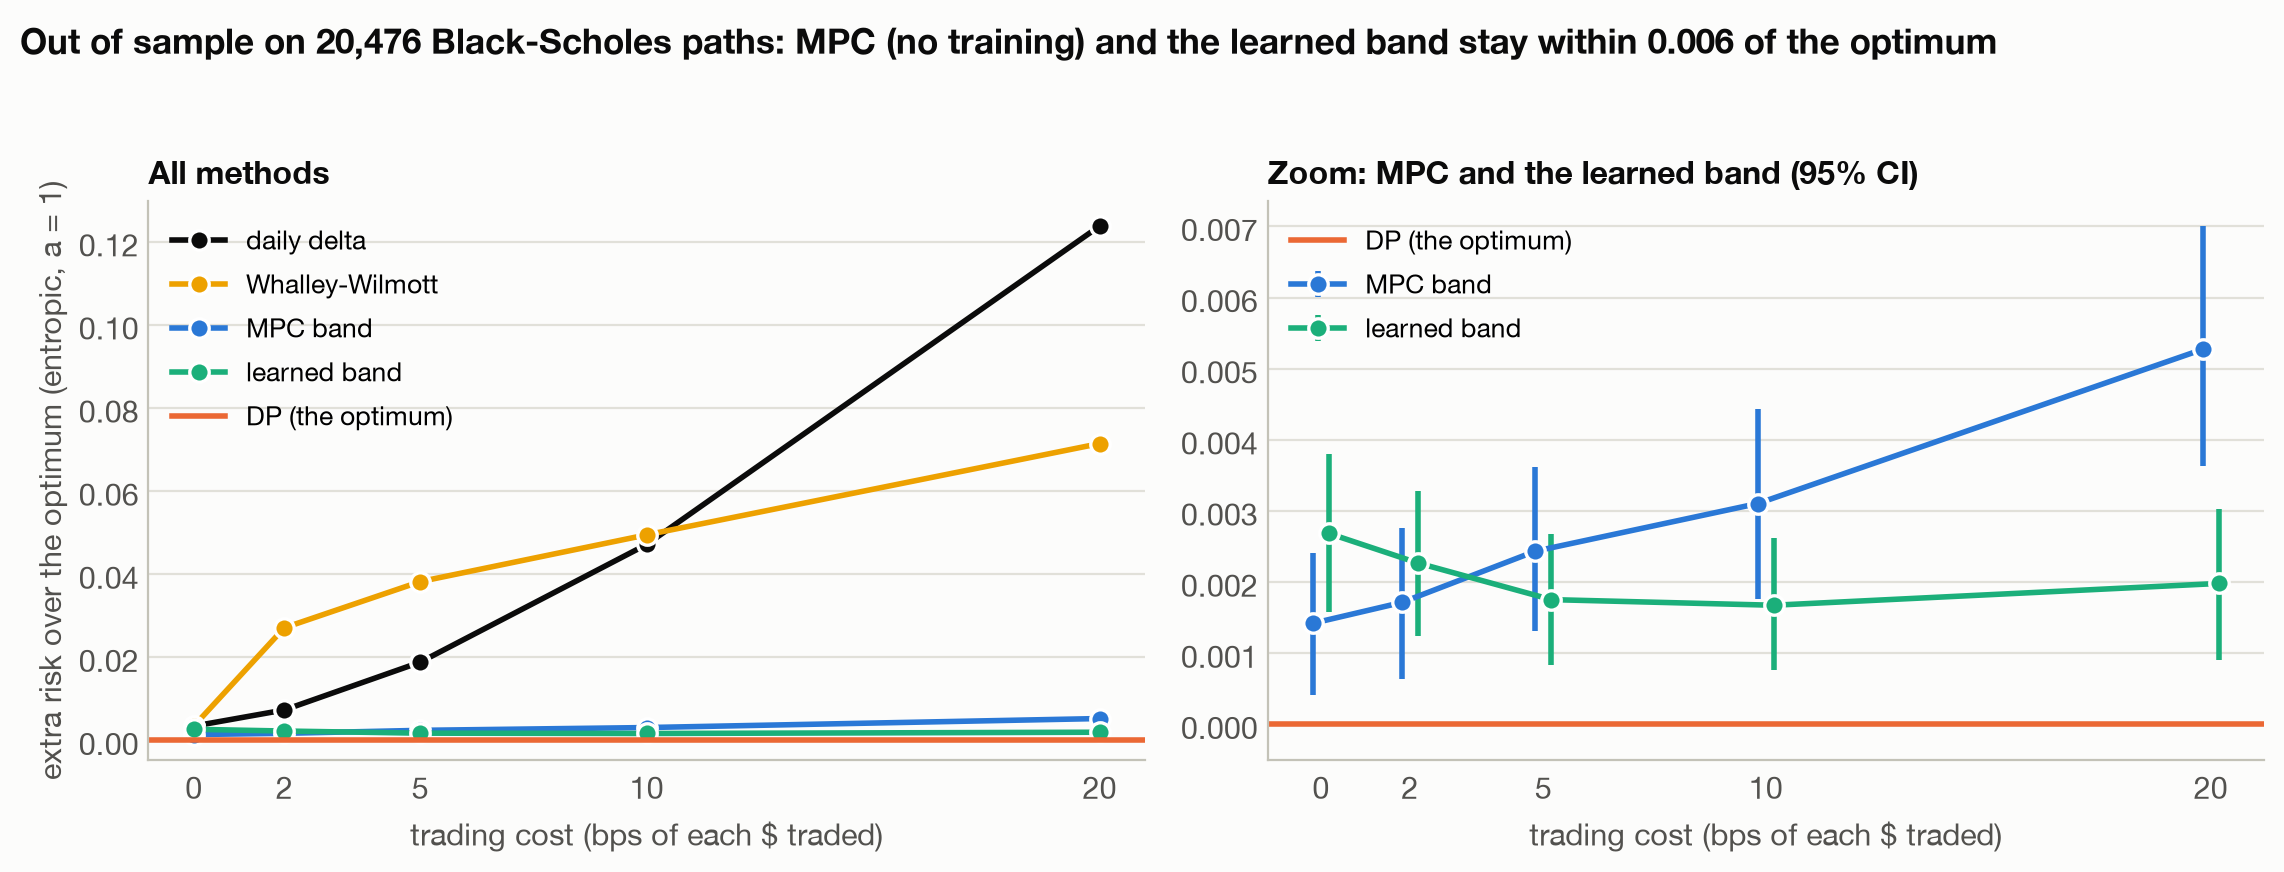 Out of sample on 20,476 Black-Scholes paths: MPC (no training) and the learned band stay within 0.006 of the optimum
All methods
extra risk over the optimum (entropic, a = 1)
0.12
0.10
0.08
0.06
0.04
0.02
0.00
daily delta
Whalley-Wilmott
MPC band
learned band
DP (the optimum)
0
2
5
10
20
trading cost (bps of each $ traded)
Zoom: MPC and the learned band (95% CI)
0.007
0.006
0.005
0.004
0.003
0.002
0.001
0.000
DP (the optimum)
MPC band
learned band
0
2
5
10
20
trading cost (bps of each $ traded)